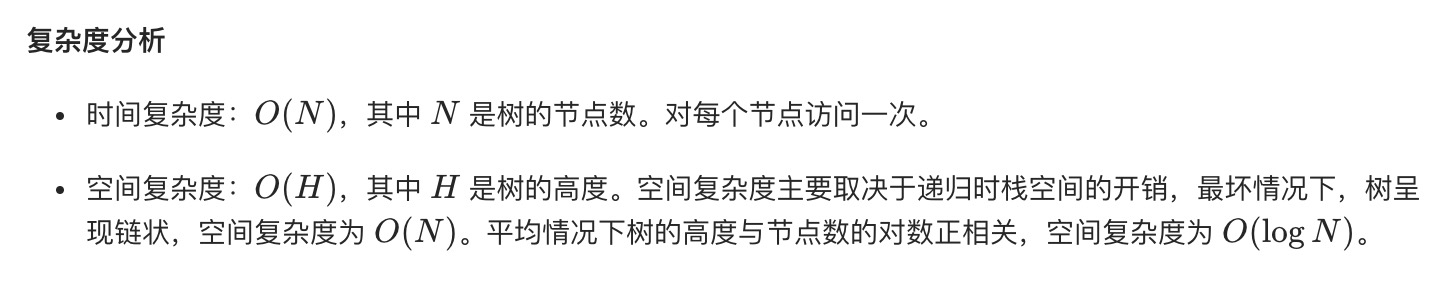 复杂度分析
• 时间复杂度：O(N)，其中 N 是树的节点数。对每个节点访问一次。
• 空间复杂度：O(H)，其中 H 是树的高度。空间复杂度主要取决于递归时栈空间的开销，最坏情况下，树呈
现链状，空间复杂度为 O(N)。平均情况下树的高度与节点数的对数正相关，空间复杂度为 O(log N)。